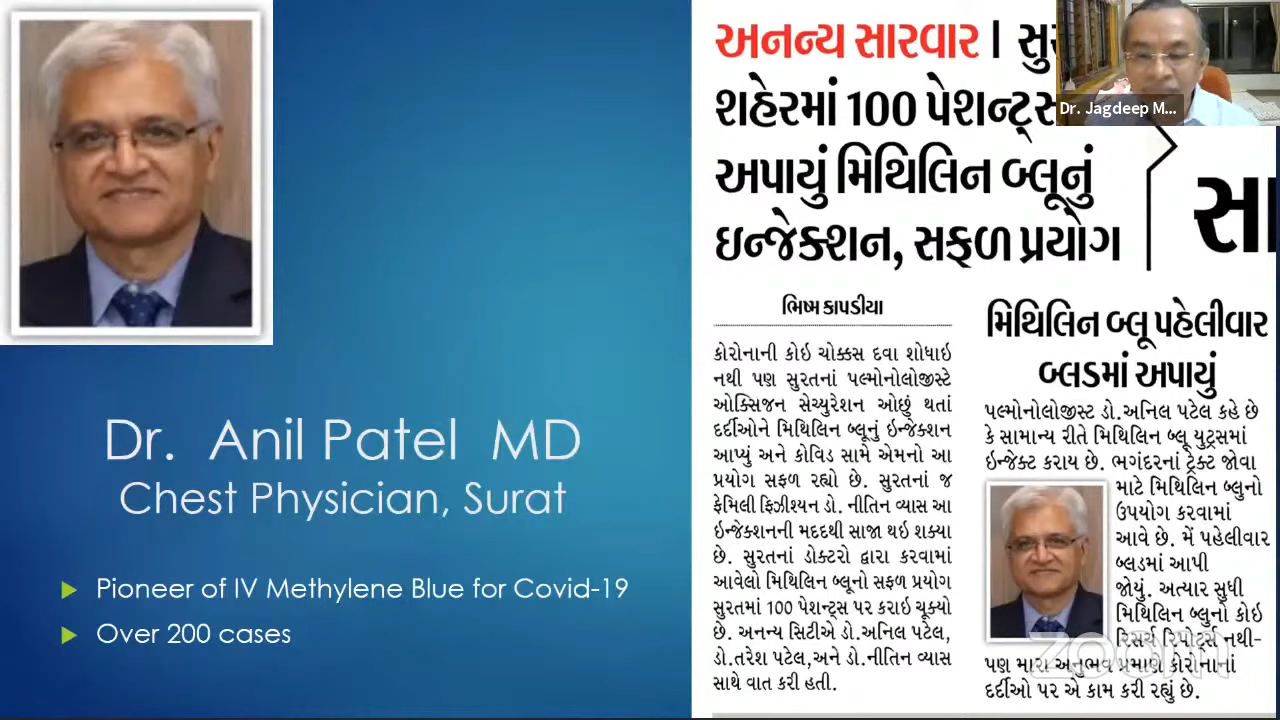 Dr. Anil Patel MD
Chest Physician, Surat
Pioneer of IV Methylene Blue for Covid-19
Over 200 cases
અનન્ય સારવાર |
શહેરમાં 100 પેશન્ટ્સ
અપાયું મિથિલિન બ્લૂનું
ઇન્જેક્શન, સફળ પ્રયોગ
ભિષ્મ કાપડીયા
કોરોનાની કોઇ ચોક્કસ દવા શોધાઇ
નથી પણ સુરતનાં પલ્મોનોલોજીસ્ટે
ઓક્સિજન સેચ્યુરેશન ઓછું થતાં
દર્દીઓને મિથિલિન બ્લૂનું ઇન્જેક્શન
આપ્યું અને કોવિડ સામે એમનો આ
પ્રયોગ સફળ રહ્યો છે. સુરતનાં જ
ફેમિલી ફિઝીશ્યન ડો. નીતિન વ્યાસ આ
ઇન્જેક્શનની મદદથી સાજા થઇ શક્યા
છે. સુરતનાં ડોક્ટરો દ્વારા કરવામાં
આવેલો મિથિલિન બ્લૂનો સફળ પ્રયોગ
સુરતમાં 100 પેશન્ટ્સ પર કરાઇ ચૂક્યો
છે. અનન્ય સિટીએ ડો.અનિલ પટેલ,
ડો.તરેશ પટેલ,અને ડો.નીતિન વ્યાસ
સાથે વાત કરી હતી.
મિથિલિન બ્લૂ પહેલીવાર
બ્લડમાં અપાયું
પલ્મોનોલોજીસ્ટ ડો.અનિલ પટેલ કહે છે
કે સામાન્ય રીતે મિથિલિન બ્લૂ યુટ્રસમાં
ઇન્જેક્ટ કરાય છે. ભગંદરનાં ટ્રેક્ટ જોવા
માટે મિથિલિન બ્લુનો
ઉપયોગ કરવામાં
આવે છે. મેં પહેલીવાર
બ્લડમાં આપી
જોયું. અત્યાર સુધી
મિથિલિન બ્લુનો કોઇ
રિસર્ચ રિપોર્ટ્સ નથી-
પણ મારા અનુભવ પ્રમાણે કોરોનાનાં
દર્દીઓ પર એ કામ કરી રહ્યું છે.
Dr. Jagdeep M...
zoom